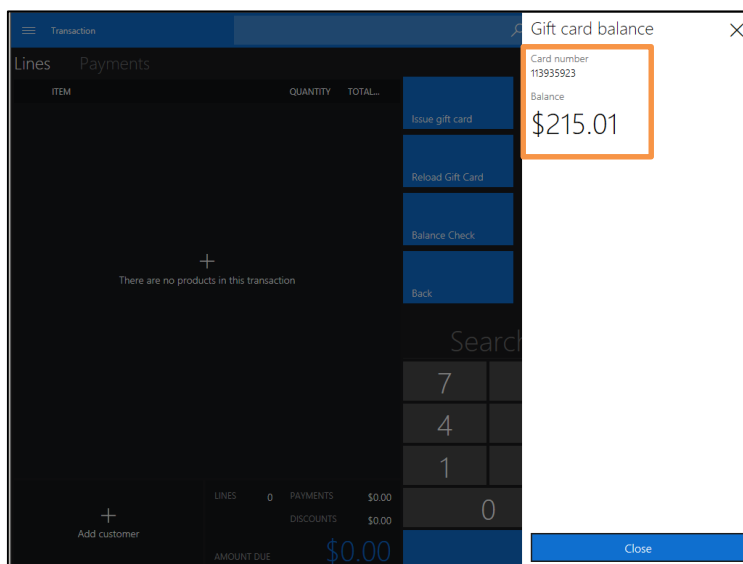 Transaction
Lines Payments
ITEM QUANTITY TOTAL...
There are no products in this transaction
Add customer
LINES 0 PAYMENTS $0.00
DISCOUNTS $0.00
AMOUNT DUE $0.00
Issue gift card
Reload Gift Card
Balance Check
Back
Search
7
4
1
0
Gift card balance
Card number
113935923
Balance
$215.01
Close